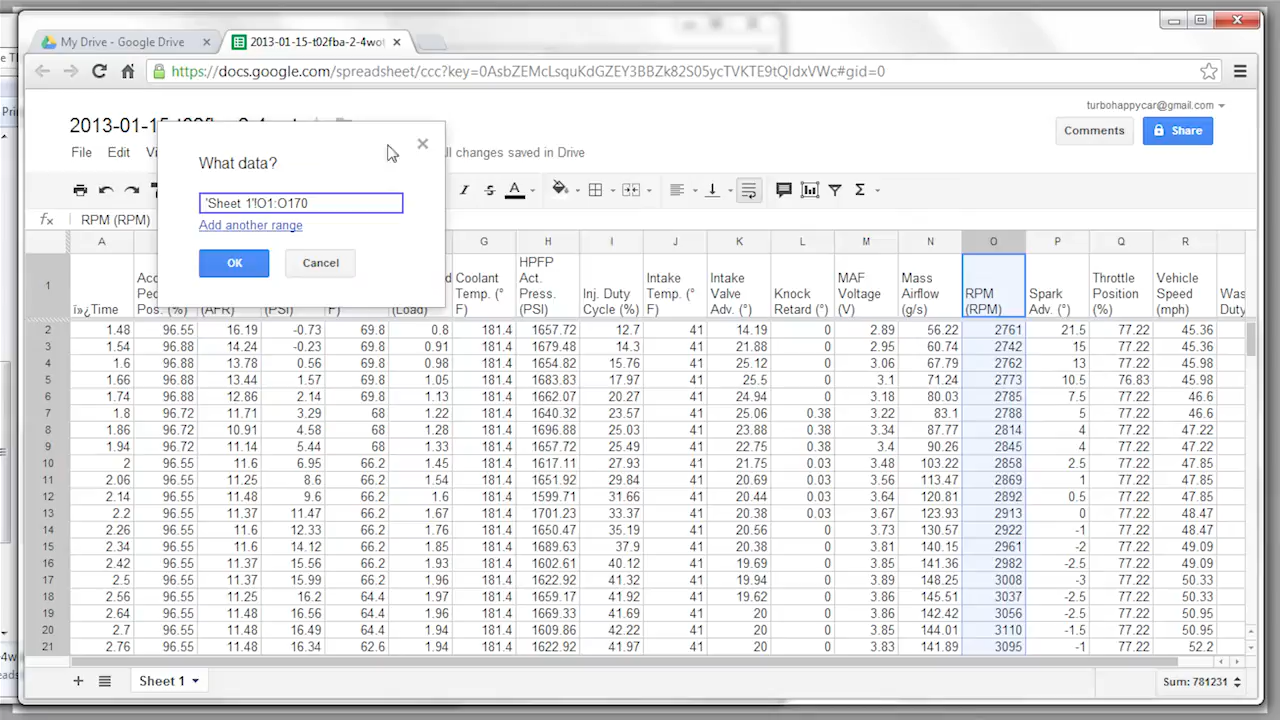 My Drive - Google Drive
2013-01-15-t02fba-2-4wot
https://docs.google.com/spreadsheet/ccc?key=0AsbZEMcLsquKdGZEY3BBZk82S05ycTVKTE9tQldxVWc#gid=0
turbohappycar@gmail.com
2013-01-15
File Edit
ll changes saved in Drive
Comments Share
What data?
'Sheet 1'!O1:O170
Add another range
OK Cancel
fx RPM (RPM)
A G H I J K L M N O P Q R
1 ï»¿Time Pos. (%) (AFR) (PSI) F) (Load) Coolant Temp. (° F) HPFP Act. Press. (PSI) Inj. Duty Cycle (%) Intake Temp. (° F) Intake Valve Adv. (°) Knock Retard (°) MAF Voltage (V) Mass Airflow (g/s) RPM (RPM) Spark Adv. (°) Throttle Position (%) Vehicle Speed (mph) Was Duty
2 1.48 96.55 16.19 -0.73 69.8 0.8 181.4 1657.72 12.7 41 14.19 0 2.89 56.22 2761 21.5 77.22 45.36
3 1.54 96.88 14.24 -0.23 69.8 0.91 181.4 1679.48 14.3 41 21.88 0 2.95 60.74 2742 15 77.22 45.36
4 1.6 96.88 13.78 0.56 69.8 0.98 181.4 1654.82 15.76 41 25.12 0 3.06 67.79 2762 13 77.22 45.98
5 1.66 96.88 13.44 1.57 69.8 1.05 181.4 1683.83 17.97 41 25.5 0 3.1 71.24 2773 10.5 76.83 45.98
6 1.74 96.88 12.86 2.14 69.8 1.13 181.4 1662.07 20.27 41 24.94 0 3.18 80.03 2785 7.5 77.22 46.6
7 1.8 96.72 11.71 3.29 68 1.22 181.4 1640.32 23.57 41 25.06 0.38 3.22 83.1 2788 5 77.22 46.6
8 1.86 96.72 10.91 4.58 68 1.28 181.4 1696.88 25.03 41 23.88 0.38 3.34 87.77 2814 4 77.22 47.22
9 1.94 96.72 11.14 5.44 68 1.33 181.4 1657.72 25.49 41 22.75 0.38 3.4 90.26 2845 4 77.22 47.22
10 2 96.55 11.6 6.95 66.2 1.45 181.4 1617.11 27.93 41 21.75 0.03 3.48 103.22 2858 2.5 77.22 47.85
11 2.06 96.55 11.25 8.6 66.2 1.54 181.4 1651.92 29.84 41 20.69 0.03 3.56 113.47 2869 1 77.22 47.85
12 2.14 96.55 11.48 9.6 66.2 1.6 181.4 1599.71 31.66 41 20.44 0.03 3.64 120.81 2892 0.5 77.22 47.85
13 2.2 96.55 11.37 11.47 66.2 1.67 181.4 1701.23 33.37 41 20.38 0.03 3.67 123.93 2913 0 77.22 48.47
14 2.26 96.55 11.6 12.33 66.2 1.76 181.4 1650.47 35.19 41 20.56 0 3.73 130.57 2922 -1 77.22 48.47
15 2.34 96.55 11.6 14.12 66.2 1.85 181.4 1689.63 37.9 41 20.38 0 3.81 140.15 2961 -2 77.22 49.09
16 2.42 96.55 11.37 15.56 66.2 1.93 181.4 1602.61 40.12 41 19.69 0 3.85 141.36 2982 -2.5 77.22 49.09
17 2.5 96.55 11.37 15.99 66.2 1.96 181.4 1622.92 41.32 41 19.94 0 3.89 148.25 3008 -3 77.22 50.33
18 2.56 96.55 11.25 16.2 64.4 1.97 181.4 1659.17 41.92 41 19.62 0 3.86 145.51 3037 -2.5 77.22 50.33
19 2.64 96.55 11.48 16.56 64.4 1.96 181.4 1669.33 41.69 41 20 0 3.86 142.42 3056 -2.5 77.22 50.95
20 2.7 96.55 11.48 16.49 64.4 1.94 181.4 1609.86 42.22 41 20 0 3.85 144.01 3110 -1.5 77.22 50.95
21 2.76 96.55 11.48 16.34 62.6 1.94 181.4 1622.92 41.97 41 20 0 3.83 141.89 3095 -1 77.22 52.2
Sheet 1
Sum: 781231